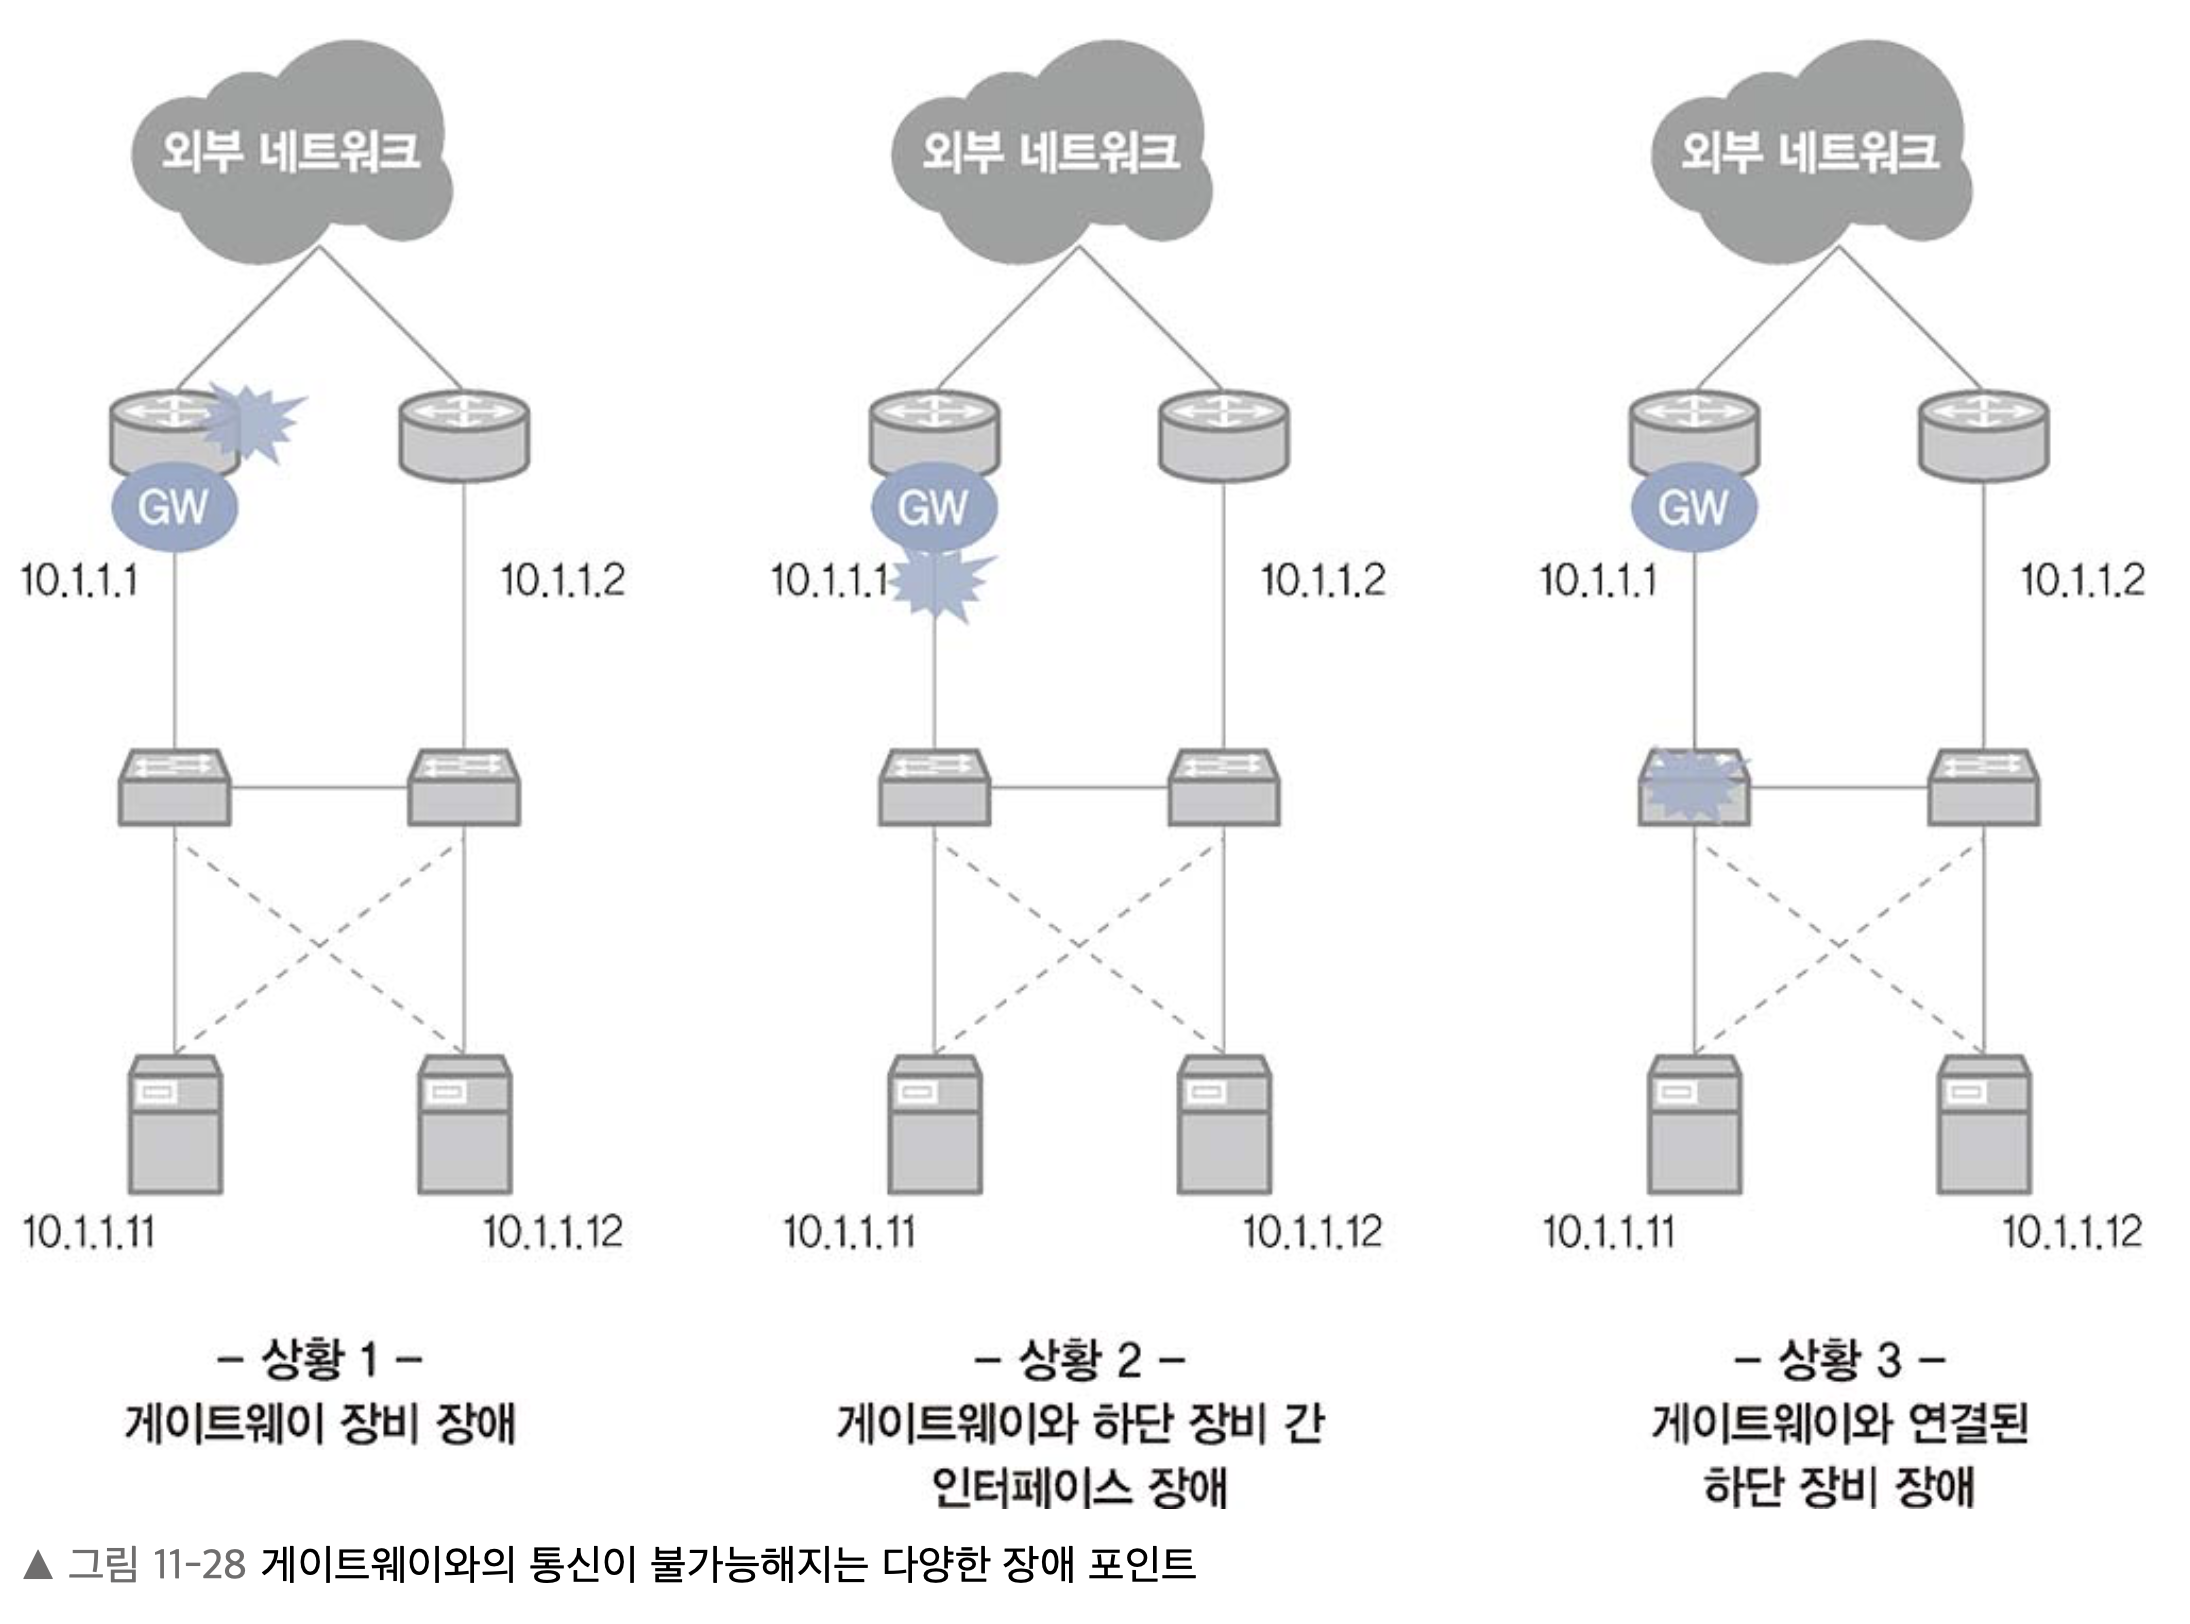 외부 네트워크
외부 네트워크
외부 네트워크
GW
GW
GW
10.1.1.1
10.1.1.2
10.1.1.1
10.1.1.2
10.1.1.1
10.1.1.2
10.1.1.11
10.1.1.12
10.1.1.11
10.1.1.12
10.1.1.11
10.1.1.12
– 상황 1 –
게이트웨이 장비 장애
– 상황 2 –
게이트웨이와 하단 장비 간
인터페이스 장애
– 상황 3 –
게이트웨이와 연결된
하단 장비 장애
▲ 그림 11-28 게이트웨이와의 통신이 불가능해지는 다양한 장애 포인트